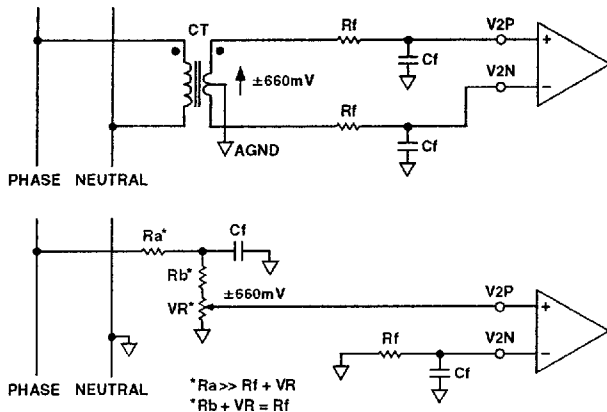 CT
Rf
V2P
+
Cf
±660mV
V2N
−
Rf
Cf
AGND
PHASE NEUTRAL
Ra*
Cf
Rb*
VR*
±660mV
V2P
+
Rf
V2N
−
Cf
PHASE NEUTRAL
*Ra >> Rf + VR
*Rb + VR = Rf